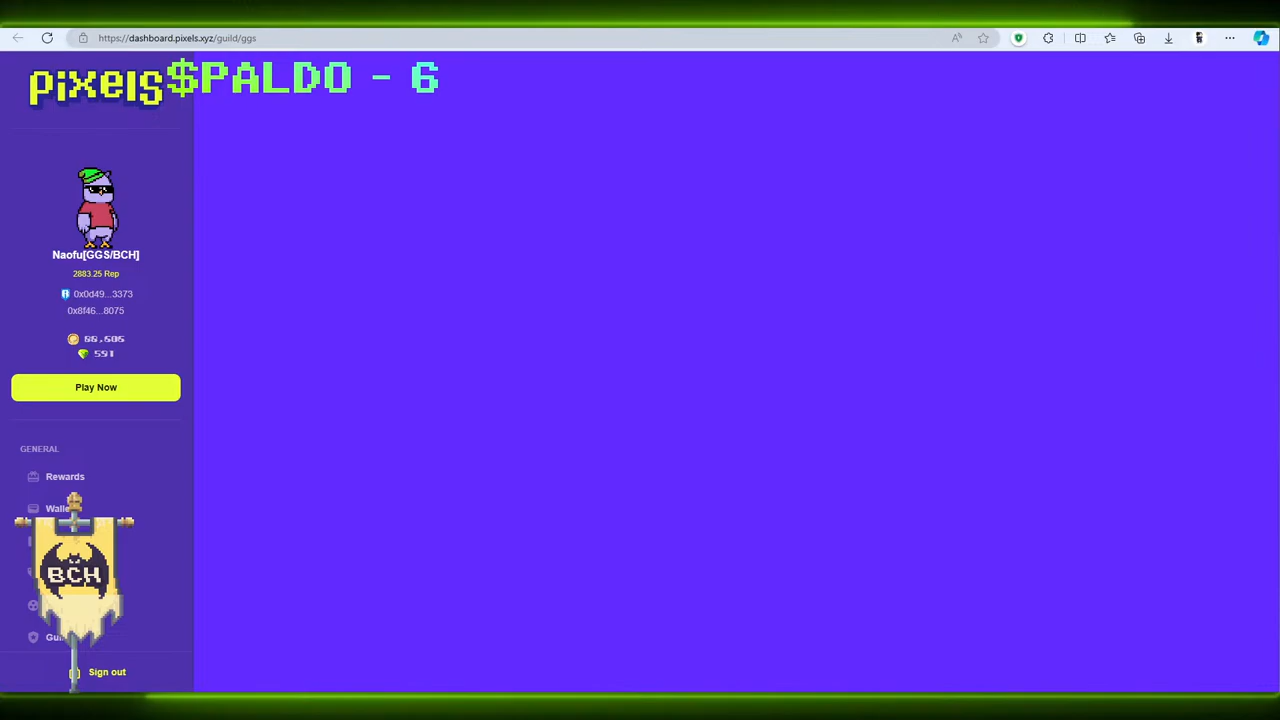 https://dashboard.pixels.xyz/guild/ggs
pixels
$PALDO - 6
Naofu[GGS/BCH]
2883.25 Rep
0x0d49...3373
0x8f46...8075
591
Play Now
GENERAL
Rewards
BCH
Sign out